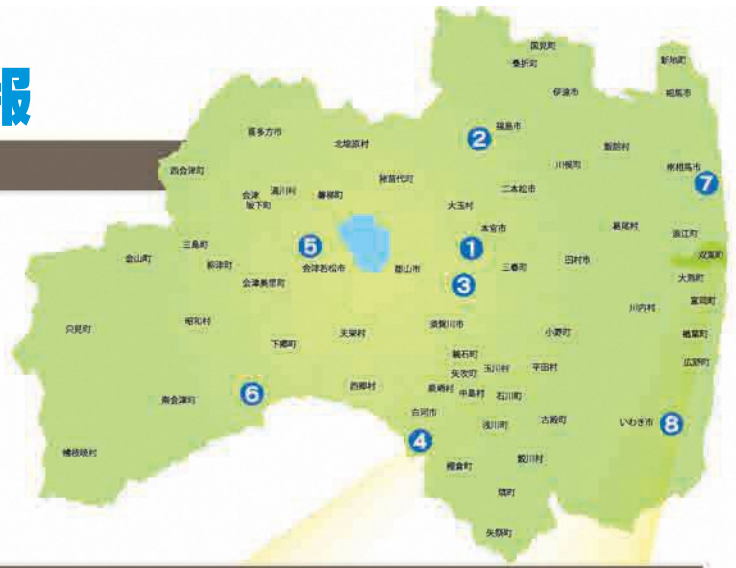 報
国見町
桑折町
新地町
伊達市
相馬市
福島市
②
喜多方市
北塩原村
飯舘村
川俣町
西会津町
猪苗代町
南相馬市
⑦
二本松市
会津
坂下町
湯川村
磐梯町
大玉村
本宮市
葛尾村
浪江町
三島町
⑤
①
双葉町
金山町
柳津町
会津若松市
郡山市
三春町
田村市
大熊町
会津美里町
③
富岡町
川内村
只見町
昭和村
須賀川市
小野町
楢葉町
下郷町
天栄村
鏡石町
広野町
矢吹町
玉川村
平田村
西郷村
泉崎村
中島村
石川町
南会津町
⑥
白河市
浅川町
古殿町
いわき市
⑧
④
檜枝岐村
棚倉町
鮫川村
塙町
矢祭町